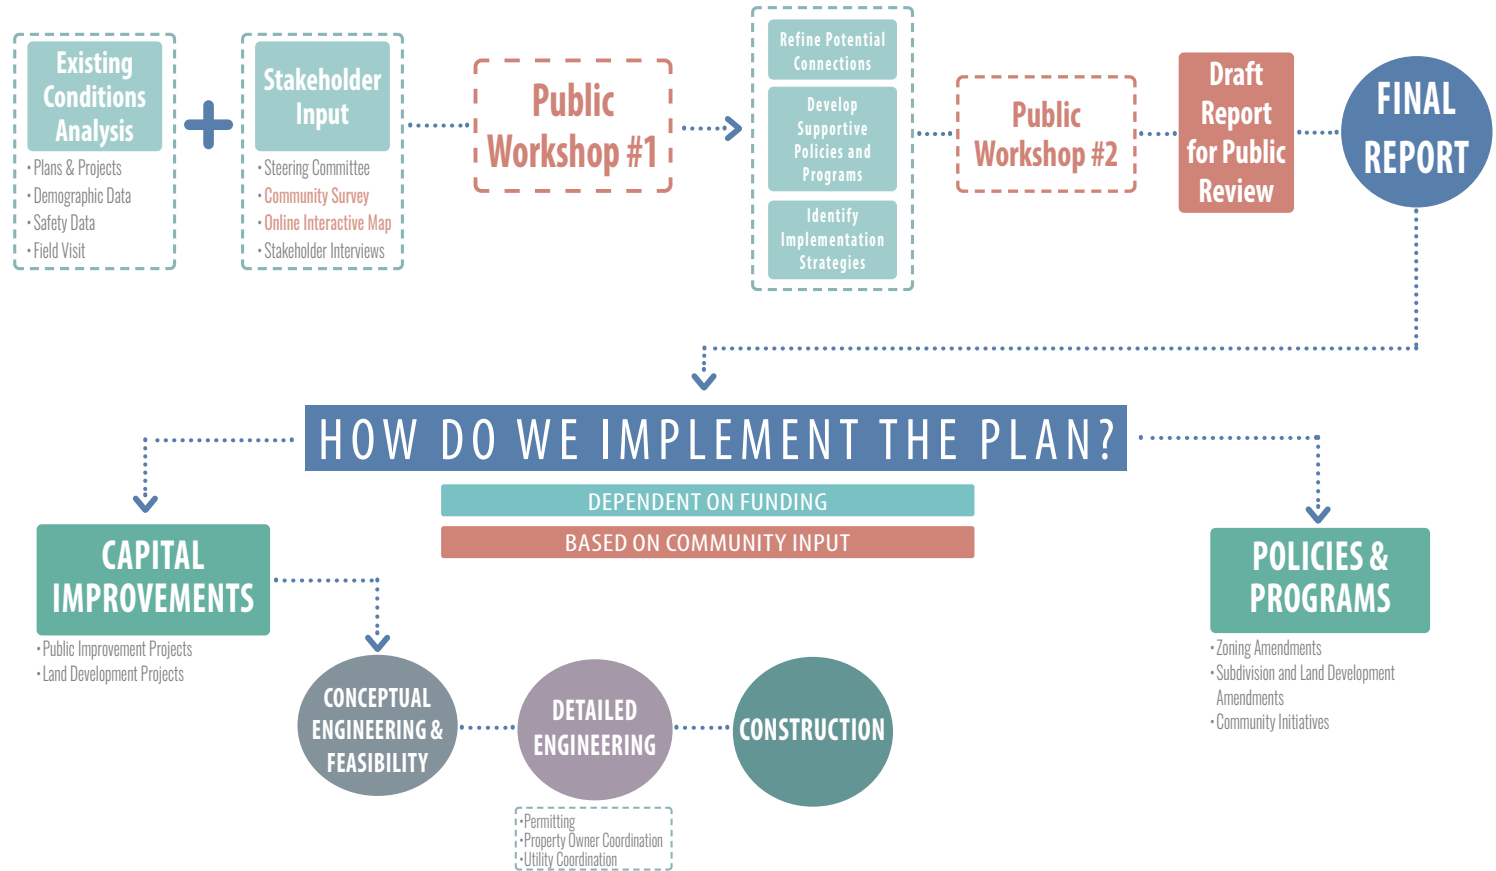 Existing
Conditions
Analysis
• Plans & Projects
• Demographic Data
• Safety Data
• Field Visit
Stakeholder
Input
• Steering Committee
• Community Survey
• Online Interactive Map
• Stakeholder Interviews
Public
Workshop #1
Refine Potential
Connections
Develop
Supportive
Policies and
Programs
Identify
Implementation
Strategies
Public
Workshop #2
Draft
Report
for Public
Review
FINAL
REPORT
HOW DO WE IMPLEMENT THE PLAN?
DEPENDENT ON FUNDING
BASED ON COMMUNITY INPUT
CAPITAL
IMPROVEMENTS
• Public Improvement Projects
• Land Development Projects
CONCEPTUAL
ENGINEERING &
FEASIBILITY
DETAILED
ENGINEERING
• Permitting
• Property Owner Coordination
• Utility Coordination
CONSTRUCTION
POLICIES &
PROGRAMS
• Zoning Amendments
• Subdivision and Land Development
Amendments
• Community Initiatives